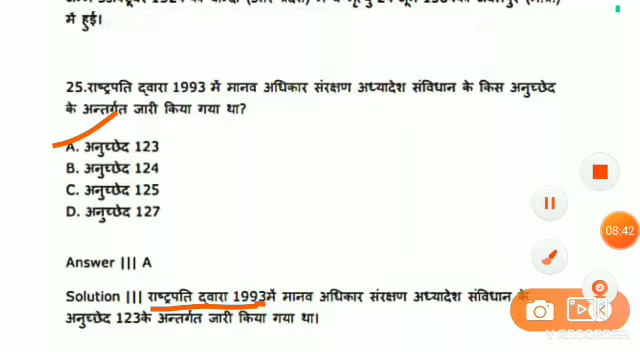 में हुई।
25.राष्ट्रपति द्वारा 1993 में मानव अधिकार संरक्षण अध्यादेश संविधान के किस अनुच्छेद
के अन्तर्गत जारी किया गया था?
A. अनुच्छेद 123
B. अनुच्छेद 124
C. अनुच्छेद 125
D. अनुच्छेद 127
Answer ||| A
Solution ||| राष्ट्रपति द्वारा 1993में मानव अधिकार संरक्षण अध्यादेश संविधान के
अनुच्छेद 123के अन्तर्गत जारी किया गया था।
08:42
V RECORDER